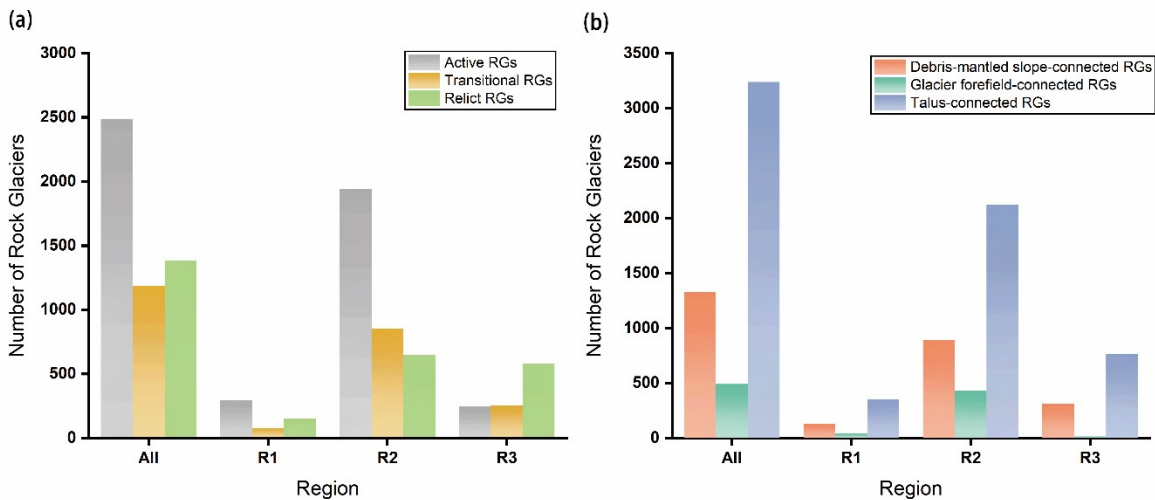 (a)
3000
2500
2000
1500
1000
500
0
Number of Rock Glaciers
Active RGs
Transitional RGs
Relict RGs
All R1 R2 R3
Region
(b)
3500
3000
2500
2000
1500
1000
500
0
Number of Rock Glaciers
Debris-mantled slope-connected RGs
Glacier forefield-connected RGs
Talus-connected RGs
All R1 R2 R3
Region